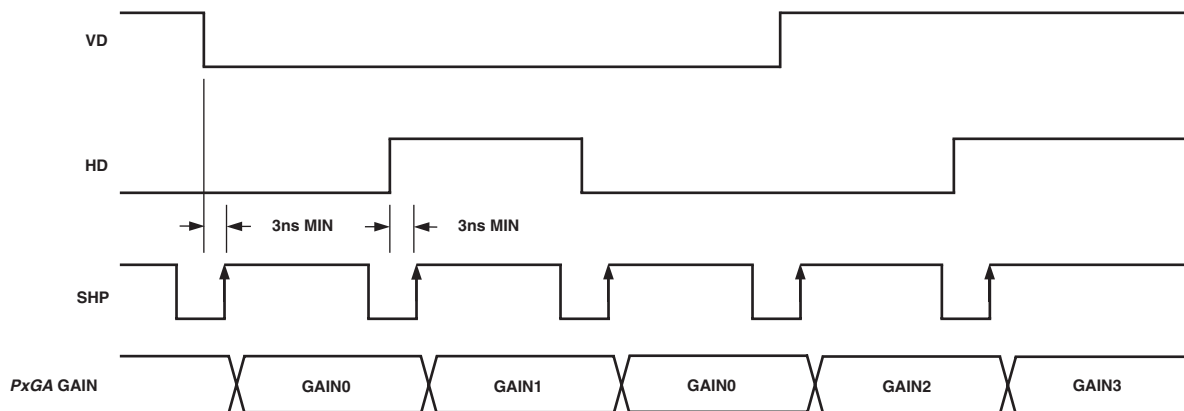 VD
HD
3ns MIN 3ns MIN
SHP
PxGA GAIN GAIN0 GAIN1 GAIN0 GAIN2 GAIN3